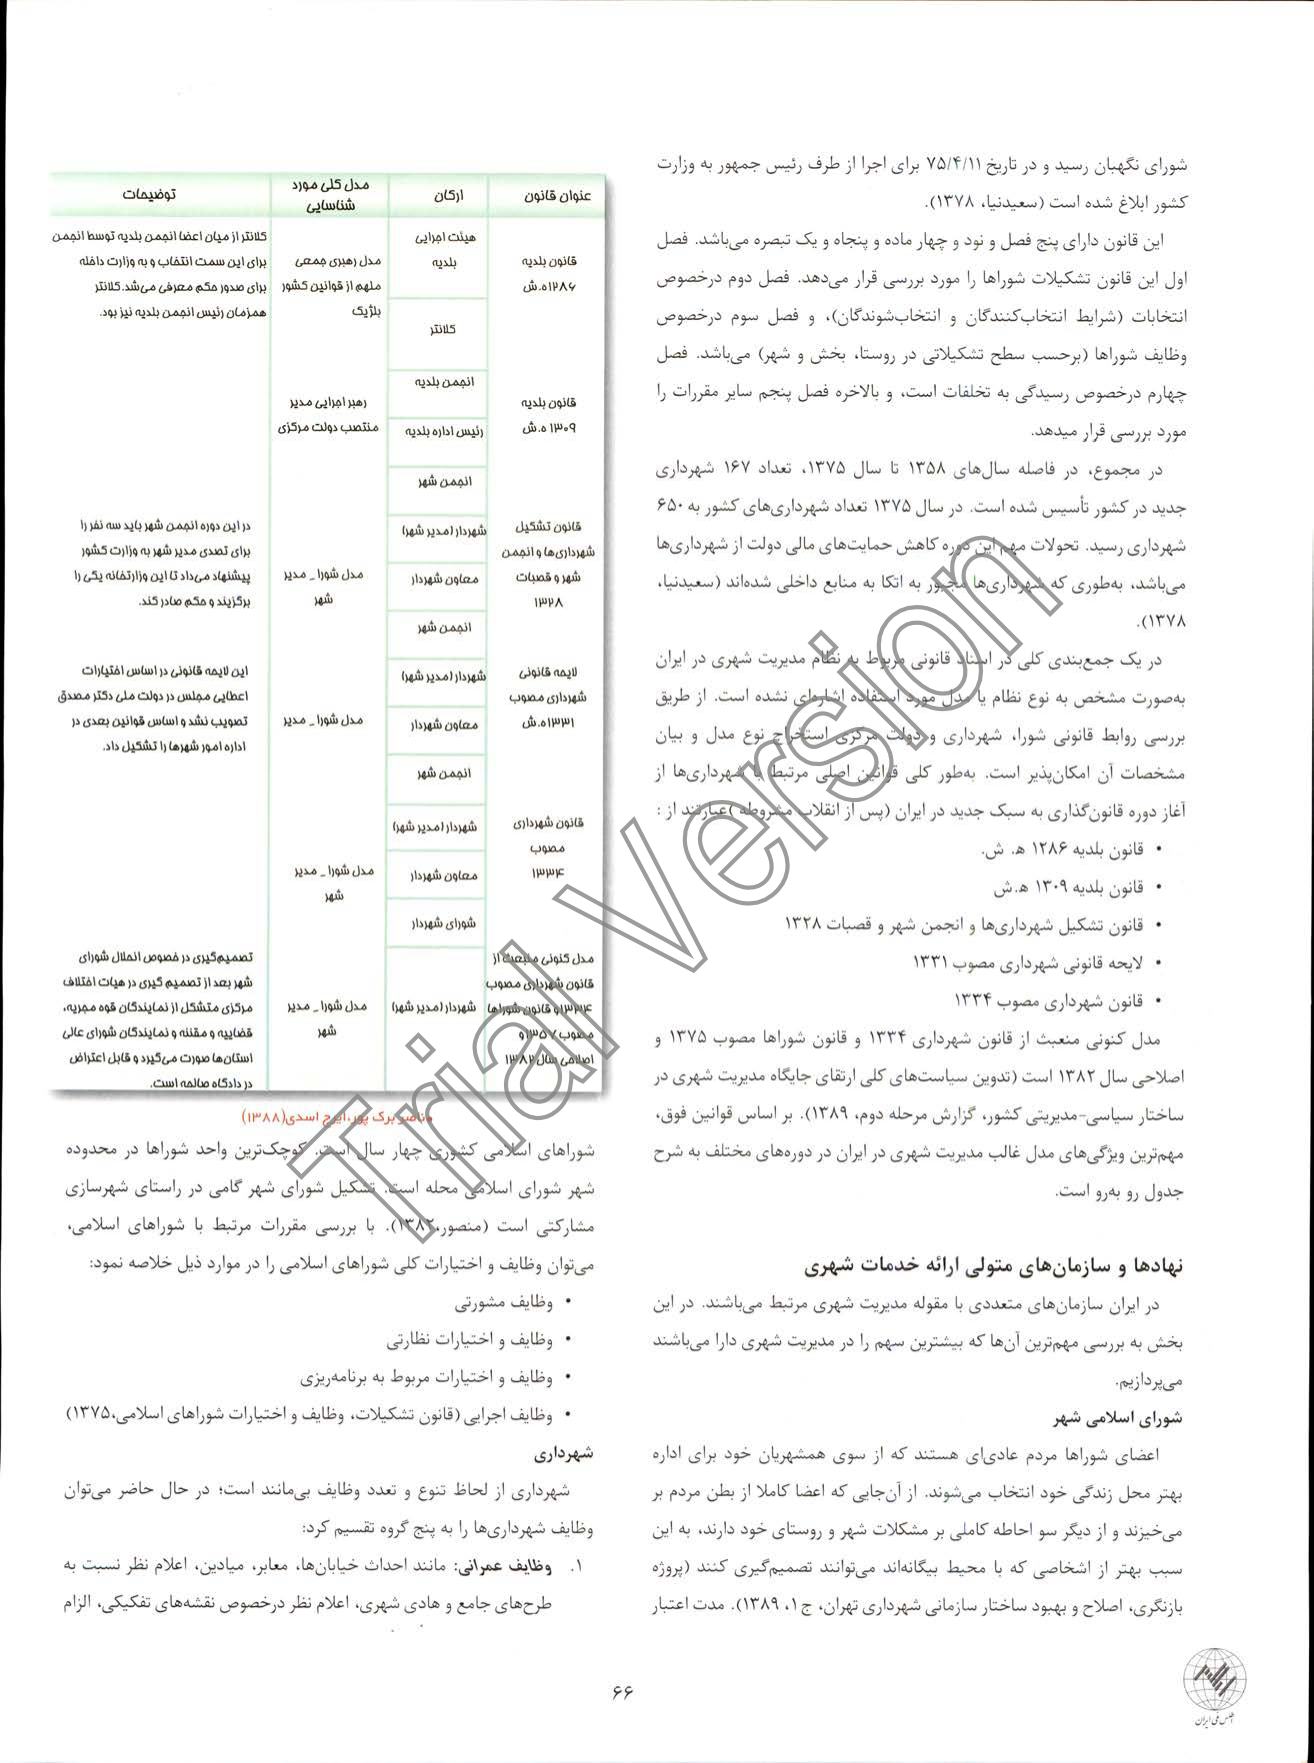 شورای نگهبان رسید و در تاریخ ۷۵/۴/۱۱ برای اجرا از طرف رئیس جمهور به وزارت
کشور ابلاغ شده است (سعیدنیا، ۱۳۷۸).
این قانون دارای پنج فصل و نود و چهار ماده و پنجاه و یک تبصره می‌باشد. فصل
اول این قانون تشکیلات شوراها را مورد بررسی قرار می‌دهد. فصل دوم درخصوص
انتخابات (شرایط انتخاب‌کنندگان و انتخاب‌شوندگان)، و فصل سوم درخصوص
وظایف شوراها (برحسب سطح تشکیلاتی در روستا، بخش و شهر) می‌باشد. فصل
چهارم درخصوص رسیدگی به تخلفات است، و بالاخره فصل پنجم سایر مقررات را
مورد بررسی قرار میدهد.
در مجموع، در فاصله سال‌های ۱۳۵۸ تا سال ۱۳۷۵، تعداد ۱۶۷ شهرداری
جدید در کشور تأسیس شده است. در سال ۱۳۷۵ تعداد شهرداری‌های کشور به ۶۵۰
شهرداری رسید. تحولات مهم این دوره کاهش حمایت‌های مالی دولت از شهرداری‌ها
می‌باشد، به‌طوری که شهرداری‌ها مجبور به اتکا به منابع داخلی شده‌اند (سعیدنیا،
۱۳۷۸).
در یک جمع‌بندی کلی در اسناد قانونی مربوط به نظام مدیریت شهری در ایران
به‌صورت مشخص به نوع نظام یا مدل مورد استفاده اشاره‌ای نشده است. از طریق
بررسی روابط قانونی شورا، شهرداری و دولت مرکزی استخراج نوع مدل و بیان
مشخصات آن امکان‌پذیر است. به‌طور کلی قوانین اصلی مرتبط با شهرداری‌ها از
آغاز دوره قانون‌گذاری به سبک جدید در ایران (پس از انقلاب مشروطه )عبارتند از :
• قانون بلدیه ۱۲۸۶ ه. ش.
• قانون بلدیه ۱۳۰۹ ه.ش
• قانون تشکیل شهرداری‌ها و انجمن شهر و قصبات ۱۳۲۸
• لایحه قانونی شهرداری مصوب ۱۳۳۱
• قانون شهرداری مصوب ۱۳۳۴
مدل کنونی منعبث از قانون شهرداری ۱۳۳۴ و قانون شوراها مصوب ۱۳۷۵ و
اصلاحی سال ۱۳۸۲ است (تدوین سیاست‌های کلی ارتقای جایگاه مدیریت شهری در
ساختار سیاسی-مدیریتی کشور، گزارش مرحله دوم، ۱۳۸۹). بر اساس قوانین فوق،
مهم‌ترین ویژگی‌های مدل غالب مدیریت شهری در ایران در دوره‌های مختلف به شرح
جدول رو به‌رو است.
نهادها و سازمان‌های متولی ارائه خدمات شهری
در ایران سازمان‌های متعددی با مقوله مدیریت شهری مرتبط می‌باشند. در این
بخش به بررسی مهم‌ترین آن‌ها که بیشترین سهم را در مدیریت شهری دارا می‌باشند
می‌پردازیم.
شورای اسلامی شهر
اعضای شوراها مردم عادی‌ای هستند که از سوی همشهریان خود برای اداره
بهتر محل زندگی خود انتخاب می‌شوند. از آن‌جایی که اعضا کاملا از بطن مردم بر
می‌خیزند و از دیگر سو احاطه کاملی بر مشکلات شهر و روستای خود دارند، به این
سبب بهتر از اشخاصی که با محیط بیگانه‌اند می‌توانند تصمیم‌گیری کنند (پروژه
بازنگری، اصلاح و بهبود ساختار سازمانی شهرداری تهران، ج ۱، ۱۳۸۹). مدت اعتبار
عنوان قانون
ارکان
مدل کلی مورد
شناسایی
توضیحات
قانون بلدیه
۱۲۸۶ه.ش
هیئت اجرایی
بلدیه
کلانتر
مدل رهبری جمعی
ملهم از قوانین کشور
بلژیک
کلانتر از میان اعضا انجمن بلدیه توسط انجمن
برای این سمت انتخاب و به وزارت داخله
برای صدور حکم معرفی می‌شد.کلانتر
همزمان رئیس انجمن بلدیه نیز بود.
قانون بلدیه
۱۳۰۹ ه.ش
انجمن بلدیه
رئیس اداره بلدیه
رهبر اجرایی مدیر
منتصب دولت مرکزی
قانون تشکیل
شهرداری‌ها و انجمن
شهر و قصبات
۱۳۲۸
انجمن شهر
شهردار (مدیر شهر)
معاون شهردار
مدل شورا _ مدیر
شهر
در این دوره انجمن شهر باید سه نفر را
برای تصدی مدیر شهر به وزارت کشور
پیشنهاد می‌داد تا این وزارتخانه یکی را
برگزیند و حکم صادر کند.
لایحه قانونی
شهرداری مصوب
۱۳۳۱ه.ش
انجمن شهر
شهردار (مدیر شهر)
معاون شهردار
مدل شورا _ مدیر
این لایحه قانونی در اساس اختیارات
اعطایی مجلس در دولت ملی دکتر مصدق
تصویب نشد و اساس قوانین بعدی در
اداره امور شهرها را تشکیل داد.
قانون شهرداری
مصوب
۱۳۳۴
انجمن شهر
شهردار (مدیر شهر)
معاون شهردار
مدل شورا _ مدیر
شهر
مدل کنونی منبعث از
قانون شهرداری مصوب
۱۳۳۴و قانون شوراها
مصوب ۱۳۵۷و
اصلاحی سال ۱۳۸۲
شورای شهردار
شهردار (مدیر شهر)
مدل شورا _ مدیر
شهر
تصمیم‌گیری در خصوص انحلال شورای
شهر بعد از تصمیم گیری در هیات اختلاف
مرکزی متشکل از نمایندگان قوه مجریه،
قضاییه و مقننه و نمایندگان شورای عالی
استان‌ها صورت می‌گیرد و قابل اعتراض
در دادگاه صالحه است.
ناصر برک پور،ایرج اسدی(۱۳۸۸)
شوراهای اسلامی کشوری چهار سال است. کوچک‌ترین واحد شوراها در محدوده
شهر شورای اسلامی محله است. تشکیل شورای شهر گامی در راستای شهرسازی
مشارکتی است (منصور،۱۳۸۲). با بررسی مقررات مرتبط با شوراهای اسلامی،
می‌توان وظایف و اختیارات کلی شوراهای اسلامی را در موارد ذیل خلاصه نمود:
• وظایف مشورتی
• وظایف و اختیارات نظارتی
• وظایف و اختیارات مربوط به برنامه‌ریزی
• وظایف اجرایی (قانون تشکیلات، وظایف و اختیارات شوراهای اسلامی،۱۳۷۵)
شهرداری
شهرداری از لحاظ تنوع و تعدد وظایف بی‌مانند است؛ در حال حاضر می‌توان
وظایف شهرداری‌ها را به پنج گروه تقسیم کرد:
۱. وظایف عمرانی: مانند احداث خیابان‌ها، معابر، میادین، اعلام نظر نسبت به
طرح‌های جامع و هادی شهری، اعلام نظر درخصوص نقشه‌های تفکیکی، الزام
۶۶
اطلس ملی ایران
Trial Version